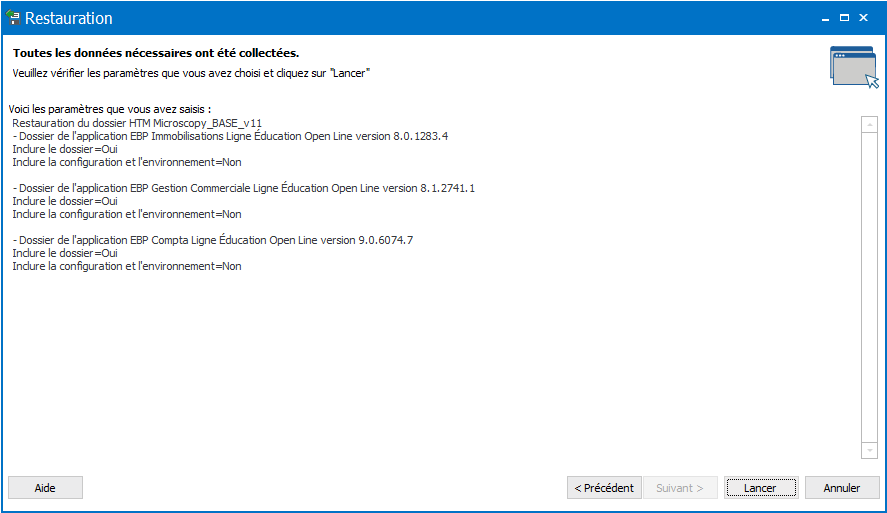 Restauration
Toutes les données nécessaires ont été collectées.
Veuillez vérifier les paramètres que vous avez choisi et cliquez sur "Lancer"
Voici les paramètres que vous avez saisis :
Restauration du dossier HTM Microscopy_BASE_v11
- Dossier de l'application EBP Immobilisations Ligne Éducation Open Line version 8.0.1283.4
Inclure le dossier=Oui
Inclure la configuration et l'environnement=Non
- Dossier de l'application EBP Gestion Commerciale Ligne Éducation Open Line version 8.1.2741.1
Inclure le dossier=Oui
Inclure la configuration et l'environnement=Non
- Dossier de l'application EBP Compta Ligne Éducation Open Line version 9.0.6074.7
Inclure le dossier=Oui
Inclure la configuration et l'environnement=Non
Aide < Précédent Suivant > Lancer Annuler